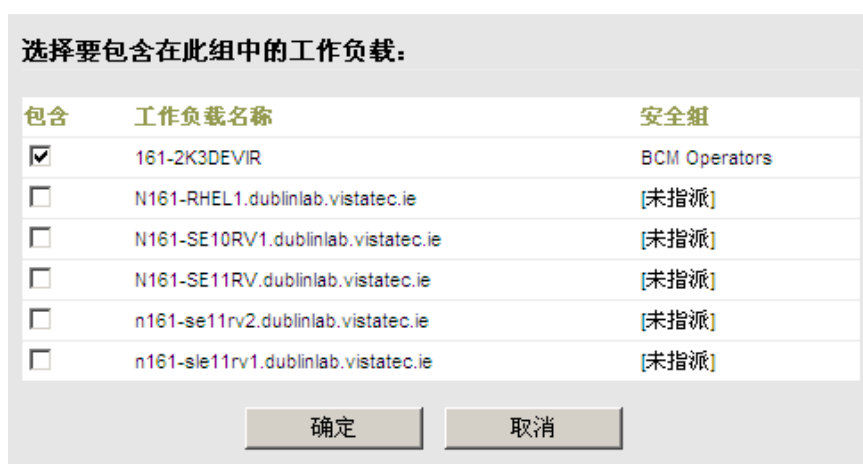 选择要包含在此组中的工作负载：
包含 工作负载名称 安全组
161-2K3DEVIR BCM Operators
N161-RHEL1.dublinlab.vistatec.ie [未指派]
N161-SE10RV1.dublinlab.vistatec.ie [未指派]
N161-SE11RV.dublinlab.vistatec.ie [未指派]
n161-se11rv2.dublinlab.vistatec.ie [未指派]
n161-sle11rv1.dublinlab.vistatec.ie [未指派]
确定 取消